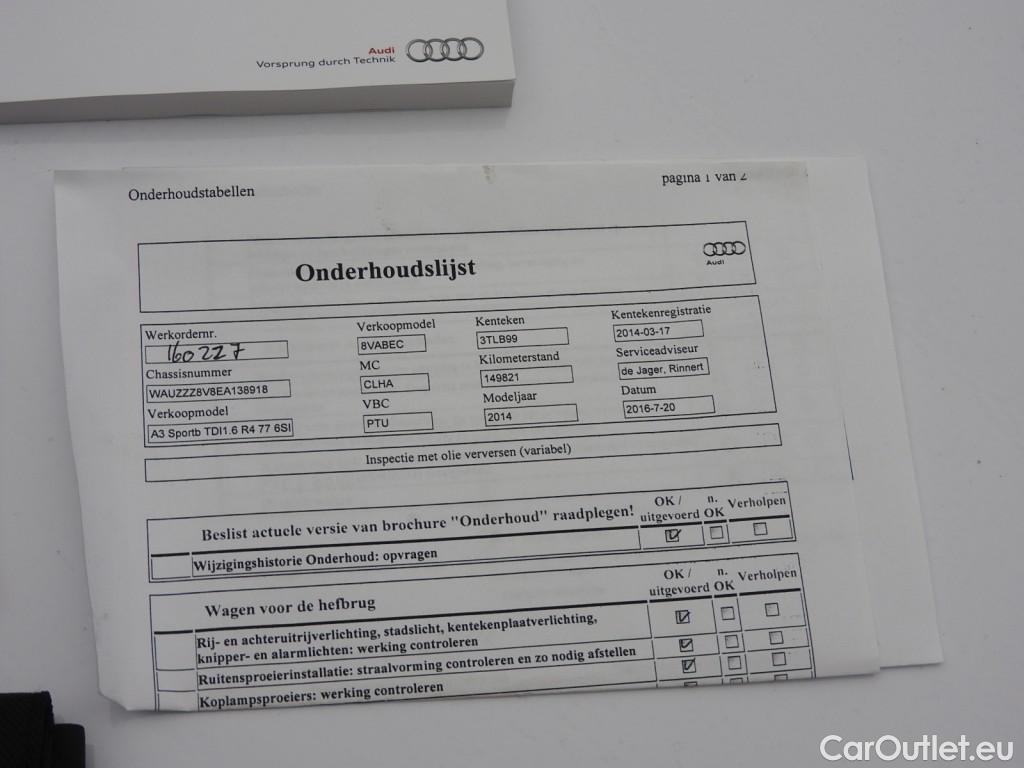 Audi
Vorsprung durch Technik
Onderhoudstabellen
pagina 1 van 2
Onderhoudslijst
Audi
Werkordernr.
160227
Verkoopmodel
8VABEC
Kenteken
3TLB99
Kentekenregistratie
2014-03-17
Chassisnummer
WAUZZZ8V8EA138918
MC
CLHA
Kilometerstand
149821
Serviceadviseur
de Jager, Rinnert
Verkoopmodel
A3 Sportb TDI1.6 R4 77 6SI
VBC
PTU
Modeljaar
2014
Datum
2016-7-20
Inspectie met olie verversen (variabel)
Beslist actuele versie van brochure "Onderhoud" raadplegen!
OK / uitgevoerd
n. OK
Verholpen
Wijzigingshistorie Onderhoud: opvragen
Wagen voor de hefbrug
OK / uitgevoerd
n. OK
Verholpen
Rij- en achteruitrijverlichting, stadslicht, kentekenplaatverlichting,
knipper- en alarmlichten: werking controleren
Ruitensproeierinstallatie: straalvorming controleren en zo nodig afstellen
Koplampsproeiers: werking controleren
CarOutlet.eu